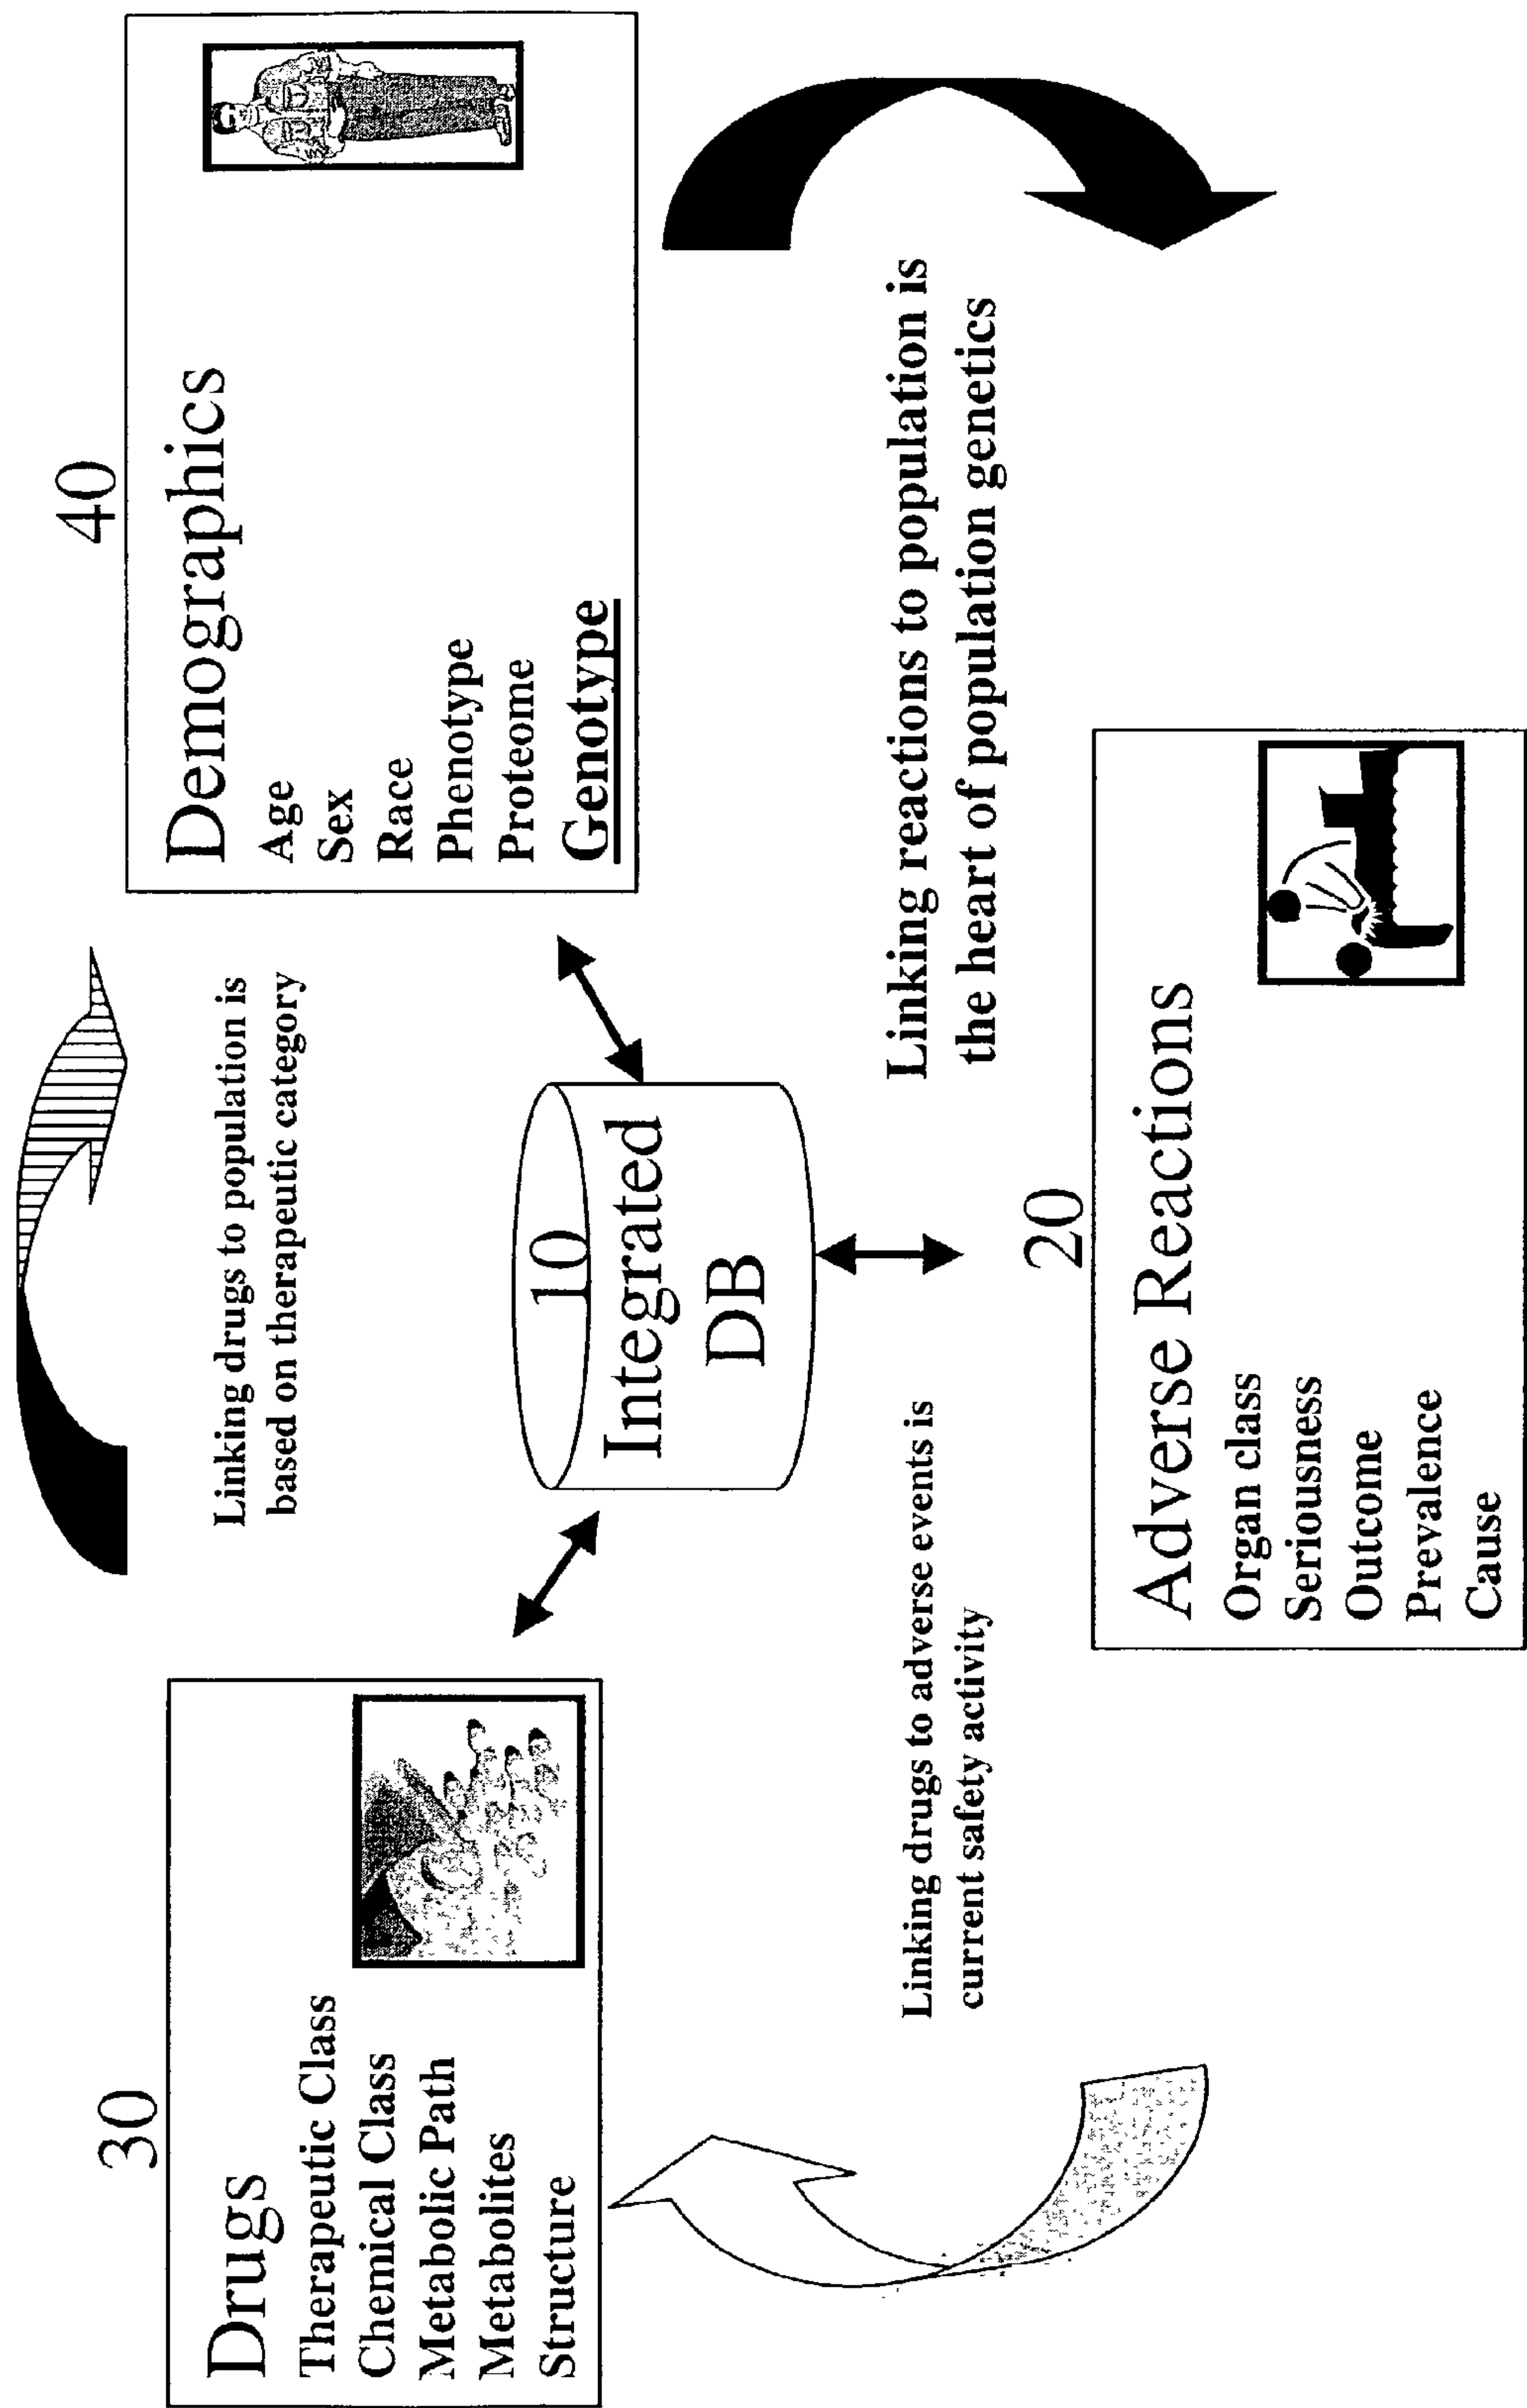 30
Drugs
Therapeutic Class
Chemical Class
Metabolic Path
Metabolites
Structure
Linking drugs to population is
based on therapeutic category
40
Demographics
Age
Sex
Race
Phenotype
Proteome
Genotype
10
Integrated
DB
Linking drugs to adverse events is
current safety activity
Linking reactions to population is
the heart of population genetics
20
Adverse Reactions
Organ class
Seriousness
Outcome
Prevalence
Cause